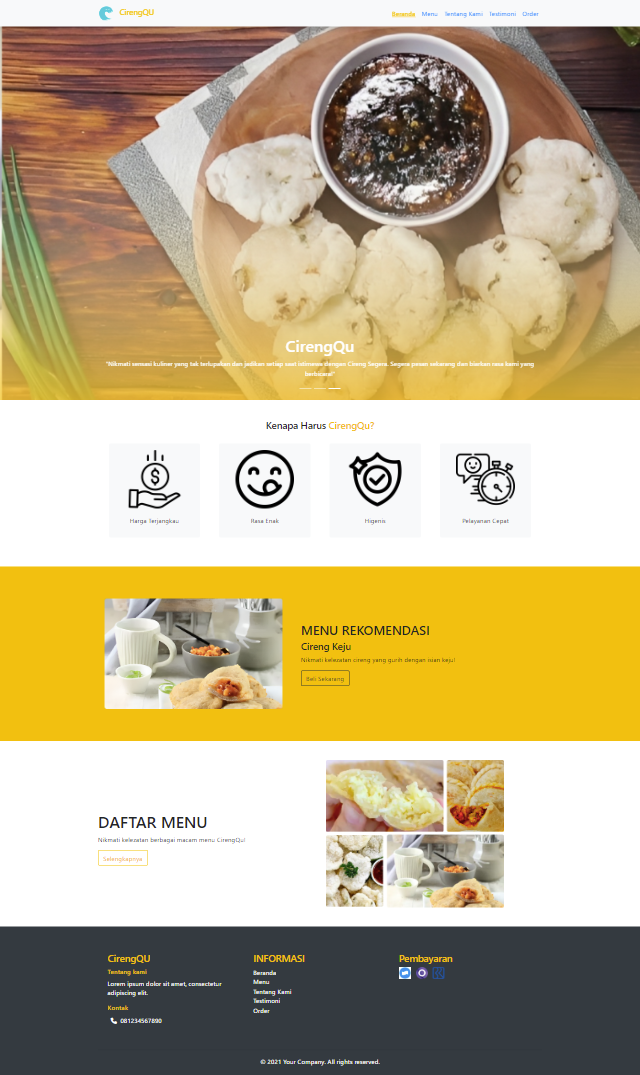 CirengQU
Beranda Menu Tentang Kami Testimoni Order
CirengQu
"Nikmati sensasi kuliner yang tak terlupakan dan jadikan setiap saat istimewa dengan Cireng Segera. Segera pesan sekarang dan biarkan rasa kami yang
berbicara!"
Kenapa Harus CirengQu?
Harga Terjangkau
Rasa Enak
Higenis
Pelayanan Cepat
MENU REKOMENDASI
Cireng Keju
Nikmati kelezatan cireng yang gurih dengan isian keju!
Beli Sekarang
DAFTAR MENU
Nikmati kelezatan berbagai macam menu CirengQu!
Selengkapnya
CirengQU
Tentang kami
Lorem ipsum dolor sit amet, consectetur
adipiscing elit.
Kontak
081234567890
INFORMASI
Beranda
Menu
Tentang Kami
Testimoni
Order
Pembayaran
© 2021 Your Company. All rights reserved.